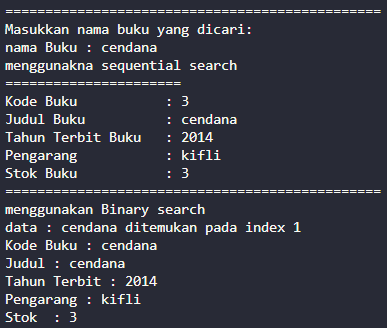 ===============================================
Masukkan nama buku yang dicari:
nama Buku : cendana
menggunakna sequential search
======================
Kode Buku           : 3
Judul Buku          : cendana
Tahun Terbit Buku   : 2014
Pengarang           : kifli
Stok Buku           : 3
===============================================
menggunakan Binary search
data : cendana ditemukan pada index 1
Kode Buku : cendana
Judul : cendana
Tahun Terbit : 2014
Pengarang : kifli
Stok  : 3